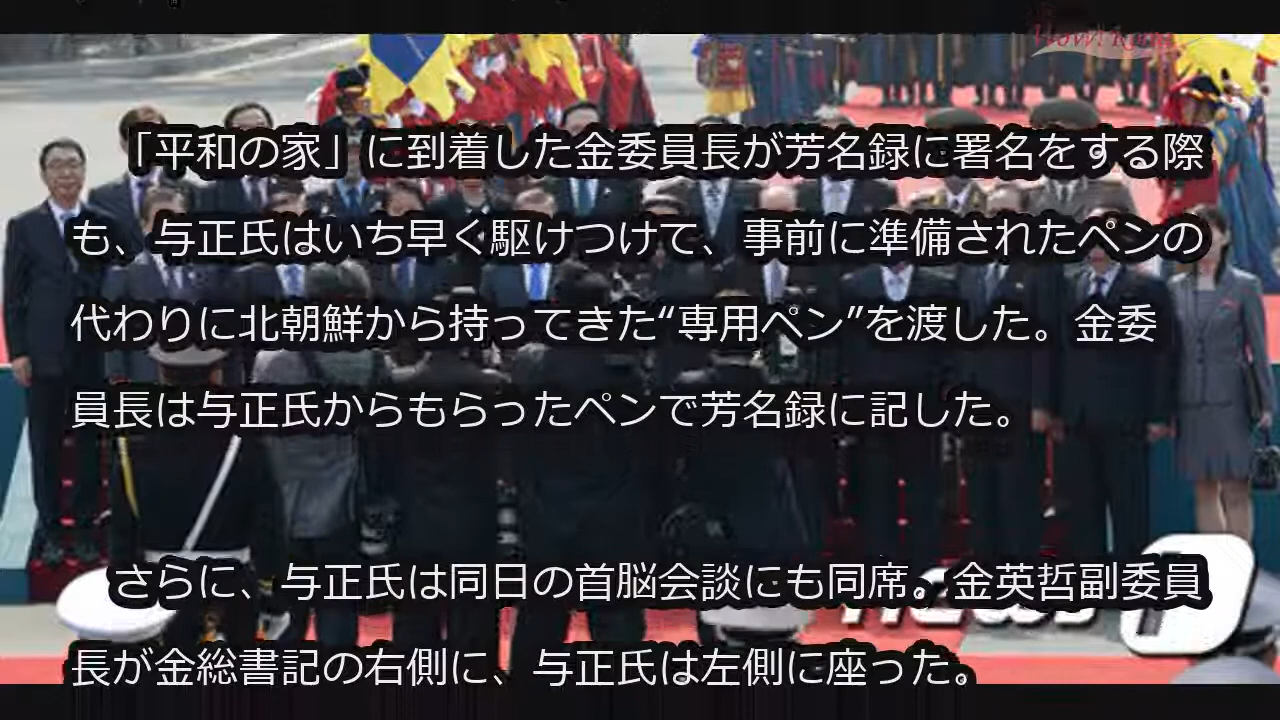 WoW!Korea
「平和の家」に到着した金委員長が芳名録に署名をする際
も、与正氏はいち早く駆けつけて、事前に準備されたペンの
代わりに北朝鮮から持ってきた“専用ペン”を渡した。金委
員長は与正氏からもらったペンで芳名録に記した。
さらに、与正氏は同日の首脳会談にも同席。金英哲副委員
news1
長が金総書記の右側に、与正氏は左側に座った。